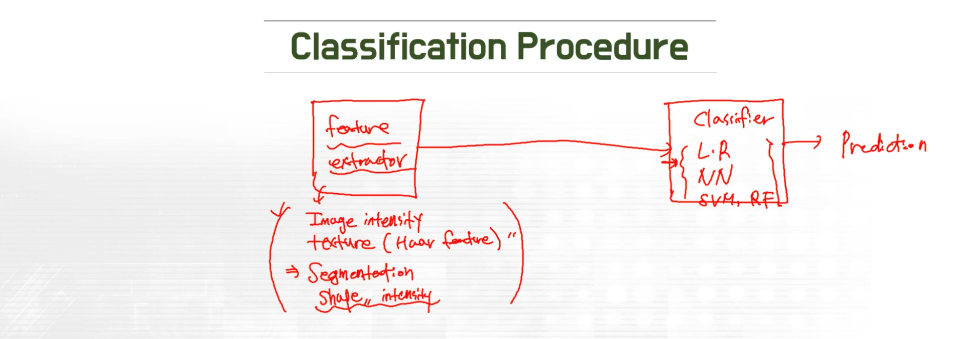 Classification Procedure
feature
extractor
Image intensity
texture (Haar feature) "
⇒ Segmentation
shape,, intensity
Classifier
L.R
NN
SVM, RF
→ Prediction